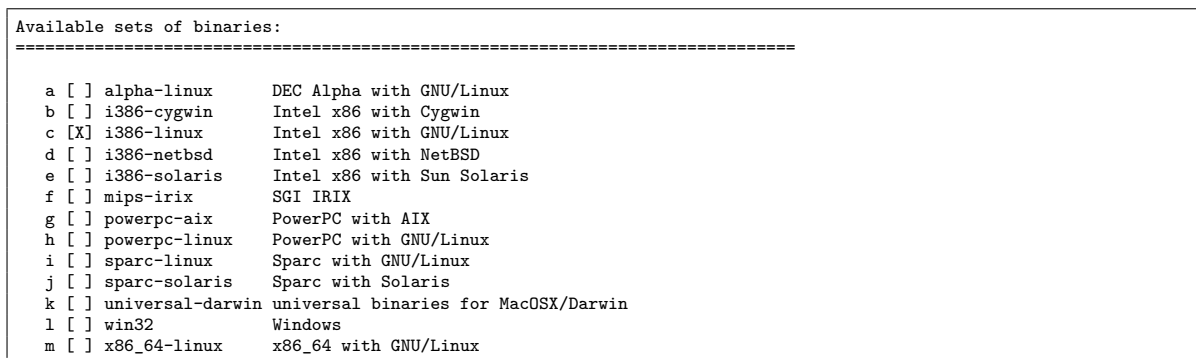 Available sets of binaries:
===============================================================================
a [ ] alpha-linux      DEC Alpha with GNU/Linux
b [ ] i386-cygwin      Intel x86 with Cygwin
c [X] i386-linux       Intel x86 with GNU/Linux
d [ ] i386-netbsd      Intel x86 with NetBSD
e [ ] i386-solaris     Intel x86 with Sun Solaris
f [ ] mips-irix        SGI IRIX
g [ ] powerpc-aix      PowerPC with AIX
h [ ] powerpc-linux    PowerPC with GNU/Linux
i [ ] sparc-linux      Sparc with GNU/Linux
j [ ] sparc-solaris    Sparc with Solaris
k [ ] universal-darwin universal binaries for MacOSX/Darwin
l [ ] win32            Windows
m [ ] x86_64-linux     x86_64 with GNU/Linux